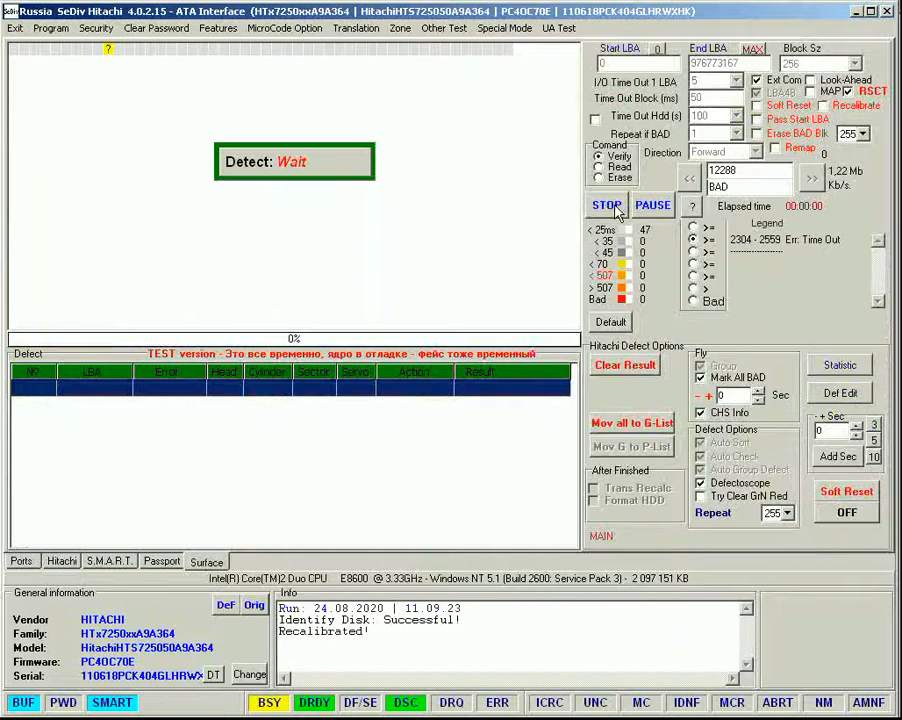 Russia SeDiv Hitachi 4.0.2.15 - ATA Interface (HTx7250xxA9A364 | HitachiHTS725050A9A364 | PC4OC70E | 110618PCK404GLHRWXHK)
Exit Program Security Clear Password Features MicroCode Option Translation Zone Other Test Special Mode UA Test
?
Detect: Wait
0%
Start LBA 0 End LBA MAX Block Sz
0 976773167 256
I/O Time Out 1 LBA 5 Ext Com Look-Ahead
LBA48 MAP RSCT
Time Out Block (ms) 50 Soft Reset Recalibrate
Time Out Hdd (s) 100 Pass Start LBA
Repeat if BAD 1 Erase BAD Blk 255
Comand Direction Forward Remap 0
Verify
Read
Erase
<< 12288 >> 1,22 Md
BAD Kb/s.
STOP PAUSE ? Elapsed time 00:00:00
Legend
< 25ms 47 >=
< 35 0 >= 2304 - 2559 Err: Time Out
< 45 0 >= --------------------
< 70 0 >=
< 507 0 >=
> 507 0 >
Bad 0 Bad
Default
Defect TEST version - Это все временно, ядро в отладке - фейс тоже временный
Nº LBA Error Head Cylinder Sector Servo Action Result
Hitachi Defect Options
Clear Result
Mov all to G-List
Mov G to P-List
After Finished
Trans Recalc
Format HDD
MAIN
Fly
Group
Mark All BAD
- + 0 Sec
CHS Info
Defect Options
Auto Sort
Auto Check
Auto Group Defect
Defectoscope
Try Clear GrN Red
Repeat 255
Statistic
Def Edit
- + Sec
0 3
5
Add Sec 10
Soft Reset
OFF
Ports Hitachi S.M.A.R.T. Passport Surface
Intel(R) Core(TM)2 Duo CPU E8600 @ 3.33GHz - Windows NT 5.1 (Build 2600: Service Pack 3) - 2 097 151 KB
General information
DeF Orig
Vendor HITACHI
Family: HTx7250xxA9A364
Model: HitachiHTS725050A9A364
Firmware: PC4OC70E
Serial: 110618PCK404GLHRWX DT Change
Info
Run: 24.08.2020 | 11.09.23
Identify Disk: Successful!
Recalibrated!
BUF PWD SMART BSY DRDY DF/SE DSC DRQ ERR ICRC UNC MC IDNF MCR ABRT NM AMNF